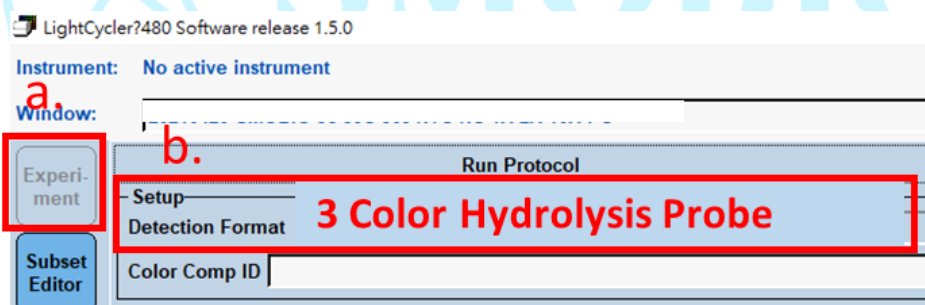 LightCycler?480 Software release 1.5.0
Instrument: No active instrument
a.
Window:
b.
Experi-
ment
Run Protocol
Setup
Detection Format 3 Color Hydrolysis Probe
Subset
Editor
Color Comp ID